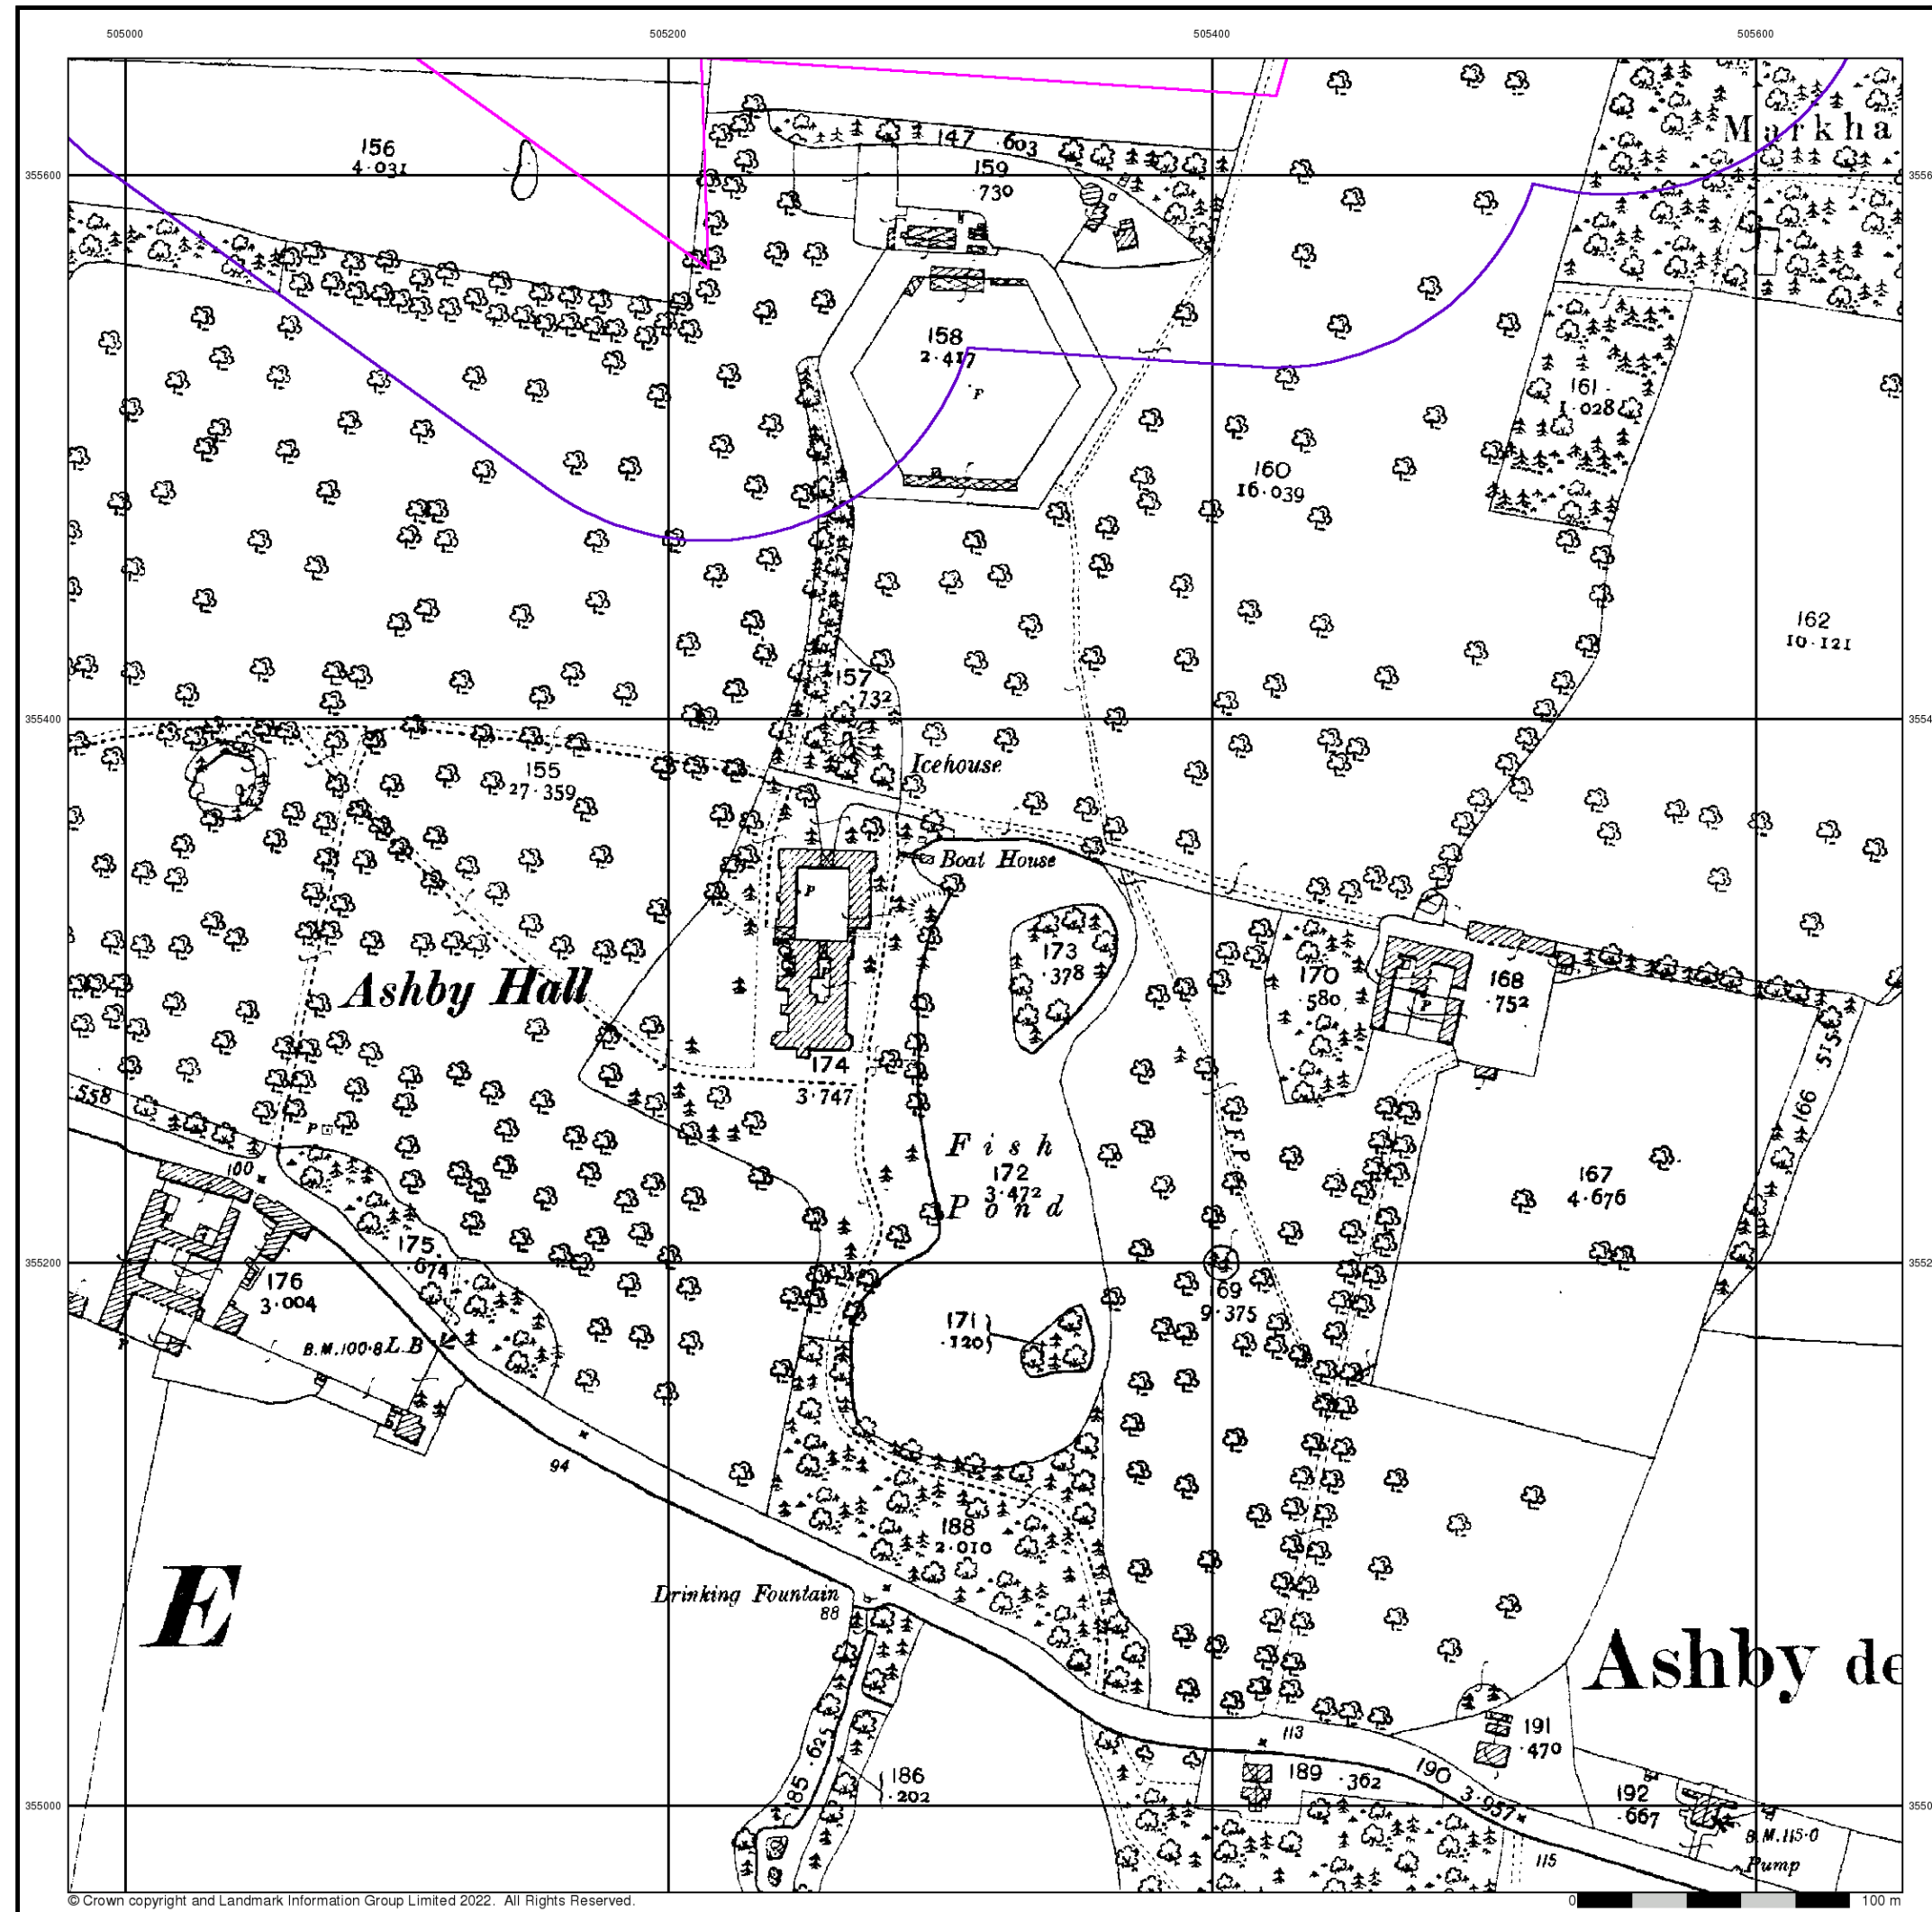 505000 505200 505400 505600
Markha
147 .603
156
4.031
355600
159
.739
158
2.417
P
161
1.028
160
16.039
162
10.121
157
.732
355400
Icehouse
155
27.359
Boat House
P
173
.378
170
.580
168
.752
P
Ashby Hall
166 .515
174
3.747
.558
P
Fish
172
3.472
Pond
F.P.
167
4.676
100
175
.674
355200
176
3.004
169
9.375
171
.120
B.M.100.8 L.B
P
94
188
2.010
Drinking Fountain
88
E
Ashby de
113
191
.470
185 .625
186
.202
189 .362
190 3.957
192
.667
355000
B.M.115.0
Pump
115
© Crown copyright and Landmark Information Group Limited 2022. All Rights Reserved.
0 100 m